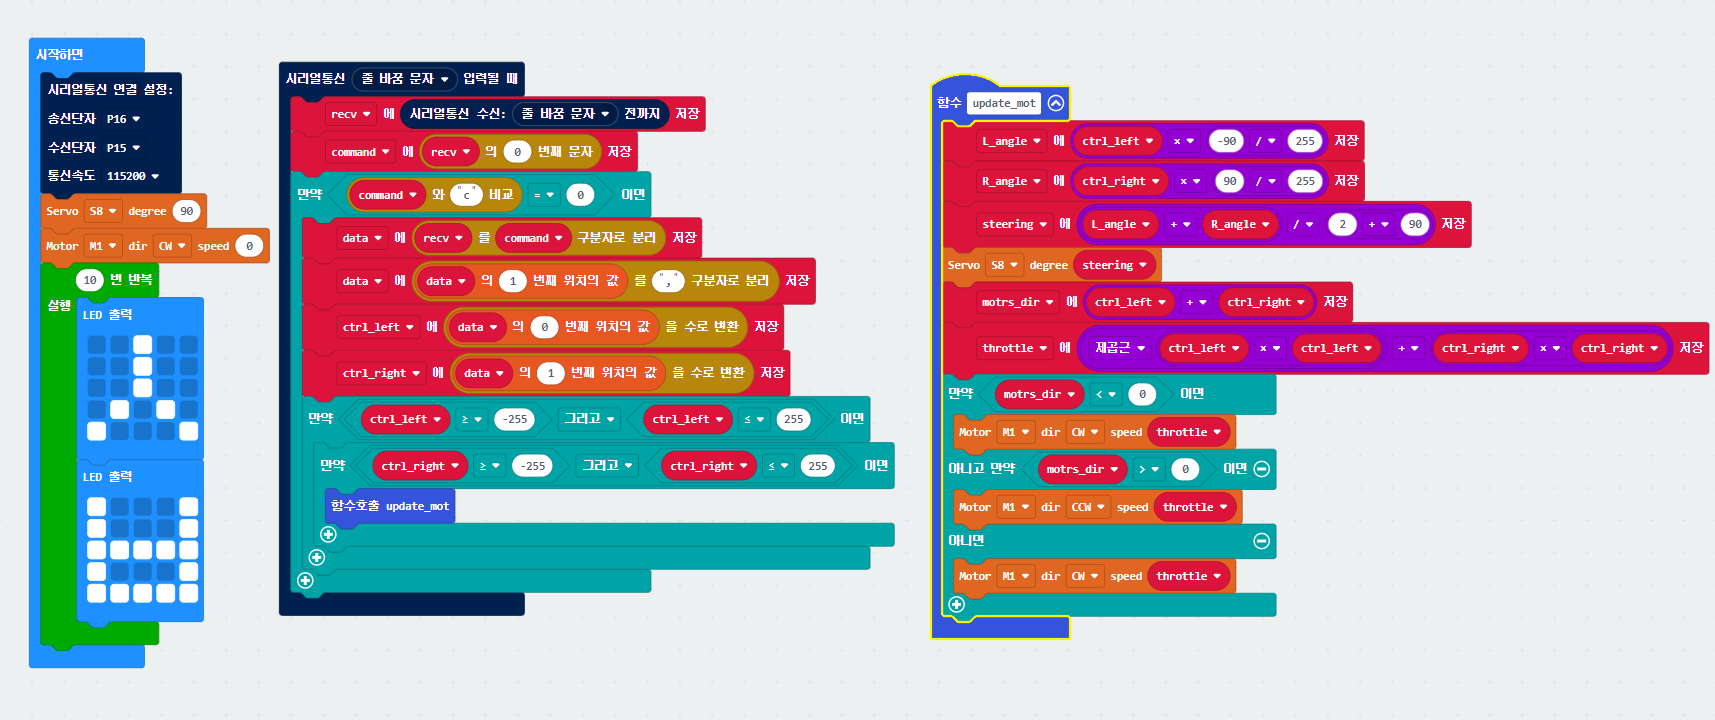 시작하면
시리얼통신 연결 설정:
송신단자 P16
수신단자 P15
통신속도 115200
Servo S8 degree 90
Motor M1 dir CW speed 0
10 번 반복
실행
LED 출력
LED 출력
시리얼통신 줄 바꿈 문자 입력될 때
recv 에 시리얼통신 수신: 줄 바꿈 문자 전까지 저장
command 에 recv 의 0 번째 문자 저장
만약 command 와 "c" 비교 = 0 이면
data 에 recv 를 command 구분자로 분리 저장
data 에 data 의 1 번째 위치의 값 를 "," 구분자로 분리 저장
ctrl_left 에 data 의 0 번째 위치의 값 을 수로 변환 저장
ctrl_right 에 data 의 1 번째 위치의 값 을 수로 변환 저장
만약 ctrl_left ≥ -255 그리고 ctrl_left ≤ 255 이면
만약 ctrl_right ≥ -255 그리고 ctrl_right ≤ 255 이면
함수호출 update_mot
함수 update_mot
L_angle 에 ctrl_left × -90 / 255 저장
R_angle 에 ctrl_right × 90 / 255 저장
steering 에 L_angle + R_angle / 2 + 90 저장
Servo S8 degree steering
motrs_dir 에 ctrl_left + ctrl_right 저장
throttle 에 제곱근 ctrl_left × ctrl_left + ctrl_right × ctrl_right 저장
만약 motrs_dir < 0 이면
Motor M1 dir CW speed throttle
아니고 만약 motrs_dir > 0 이면
Motor M1 dir CCW speed throttle
아니면
Motor M1 dir CW speed throttle